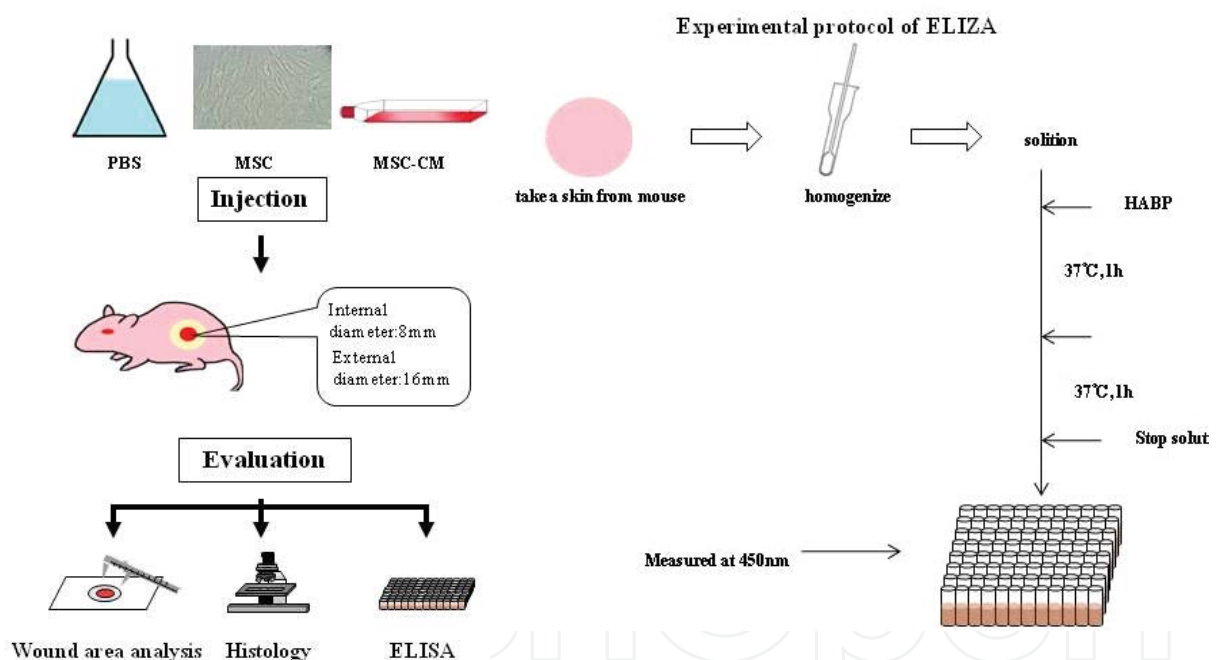 Experimental protocol of ELIZA
PBS
MSC
MSC-CM
Injection
Internal
diameter:8mm
External
diameter:16mm
Evaluation
Wound area analysis
Histology
ELISA
take a skin from mouse
homogenize
solition
HABP
37℃,1h
37℃,1h
Stop solut
Measured at 450nm